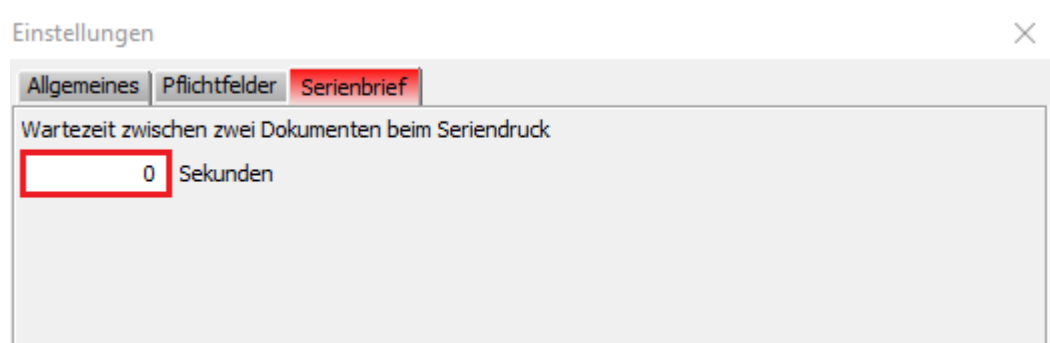 Einstellungen
Allgemeines Pflichtfelder Serienbrief
Wartezeit zwischen zwei Dokumenten beim Seriendruck
0 Sekunden